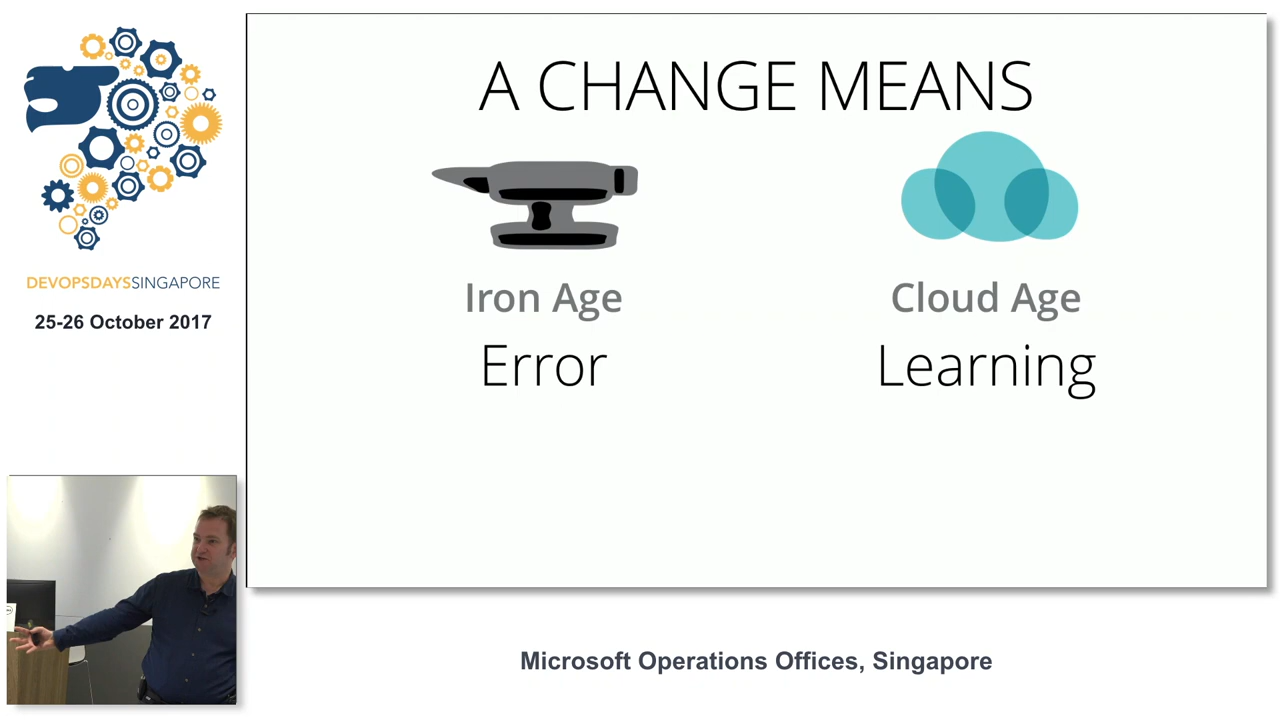 A CHANGE MEANS
Iron Age
Cloud Age
Error
Learning
DEVOPSDAYSSINGAPORE
25-26 October 2017
Microsoft Operations Offices, Singapore